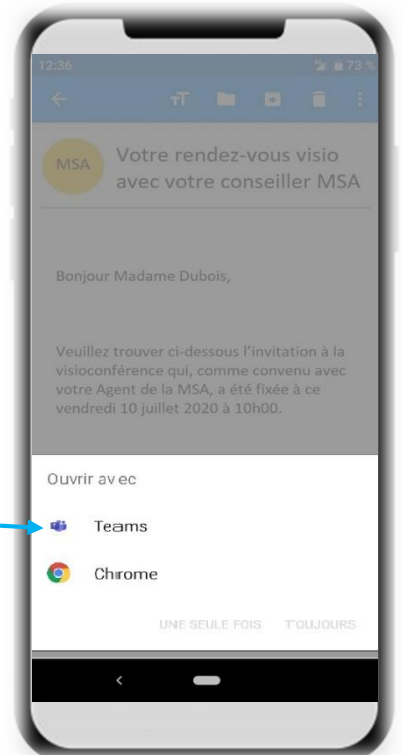 12:36 73 %
MSA
Votre rendez-vous visio
avec votre conseiller MSA
Bonjour Madame Dubois,
Veuillez trouver ci-dessous l'invitation à la
visioconférence qui, comme convenu avec
votre Agent de la MSA, a été fixée à ce
vendredi 10 juillet 2020 à 10h00.
Ouvrir avec
Teams
Chrome
UNE SEULE FOIS TOUJOURS